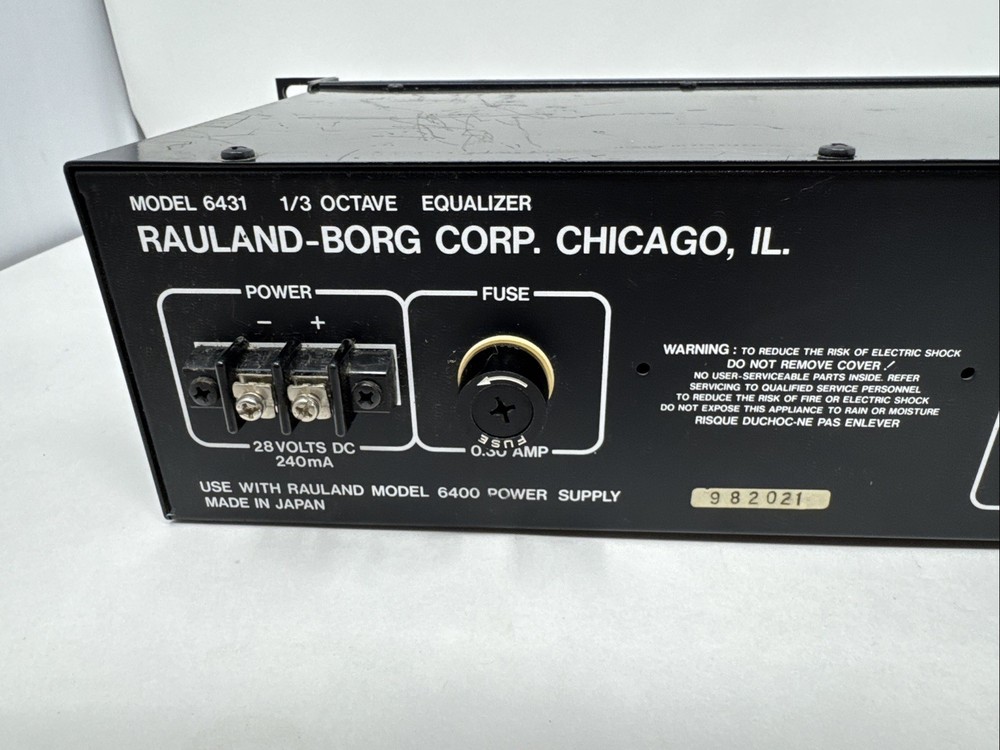 MODEL 6431 1/3 OCTAVE EQUALIZER
RAULAND-BORG CORP. CHICAGO, IL.
POWER
− +
28 VOLTS DC
240mA
FUSE
FUSE
0.30 AMP
WARNING : TO REDUCE THE RISK OF ELECTRIC SHOCK
DO NOT REMOVE COVER
NO USER-SERVICEABLE PARTS INSIDE. REFER
SERVICING TO QUALIFIED SERVICE PERSONNEL
TO REDUCE THE RISK OF FIRE OR ELECTRIC SHOCK
DO NOT EXPOSE THIS APPLIANCE TO RAIN OR MOISTURE
RISQUE DUCHOC-NE PAS ENLEVER
USE WITH RAULAND MODEL 6400 POWER SUPPLY
MADE IN JAPAN
982021